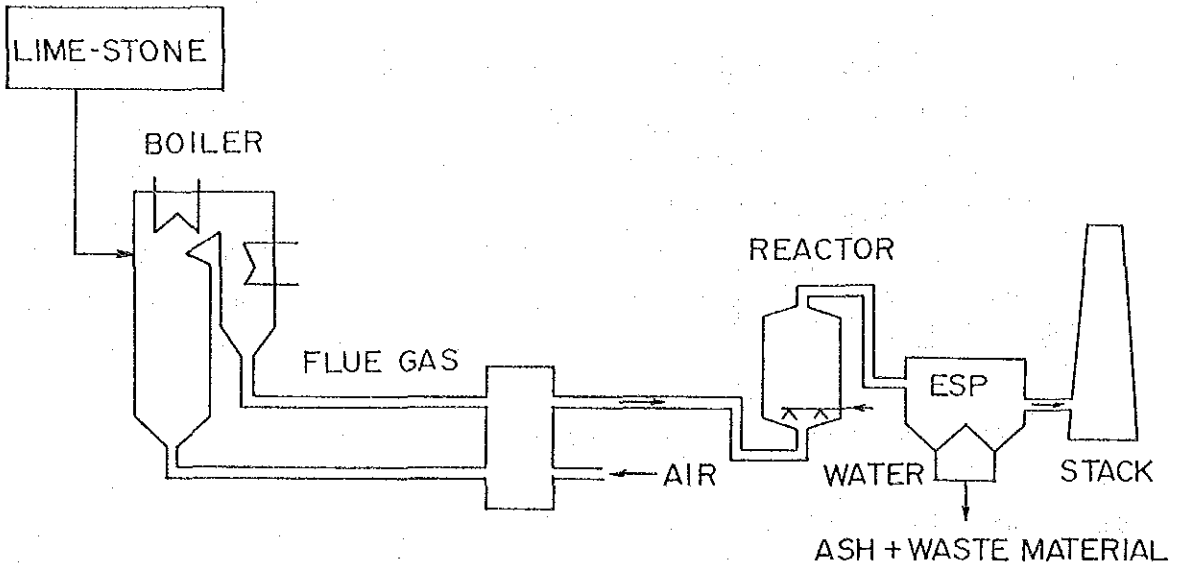 LIME-STONE
BOILER
REACTOR
FLUE GAS
ESP
AIR
WATER
STACK
ASH + WASTE MATERIAL